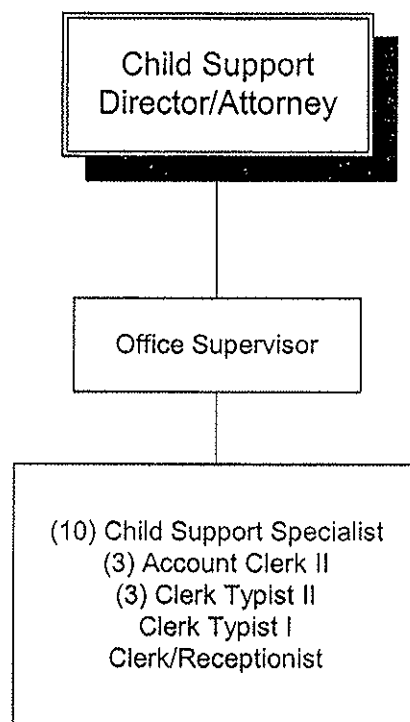 Child Support
Director/Attorney
Office Supervisor
(10) Child Support Specialist
(3) Account Clerk II
(3) Clerk Typist II
Clerk Typist I
Clerk/Receptionist